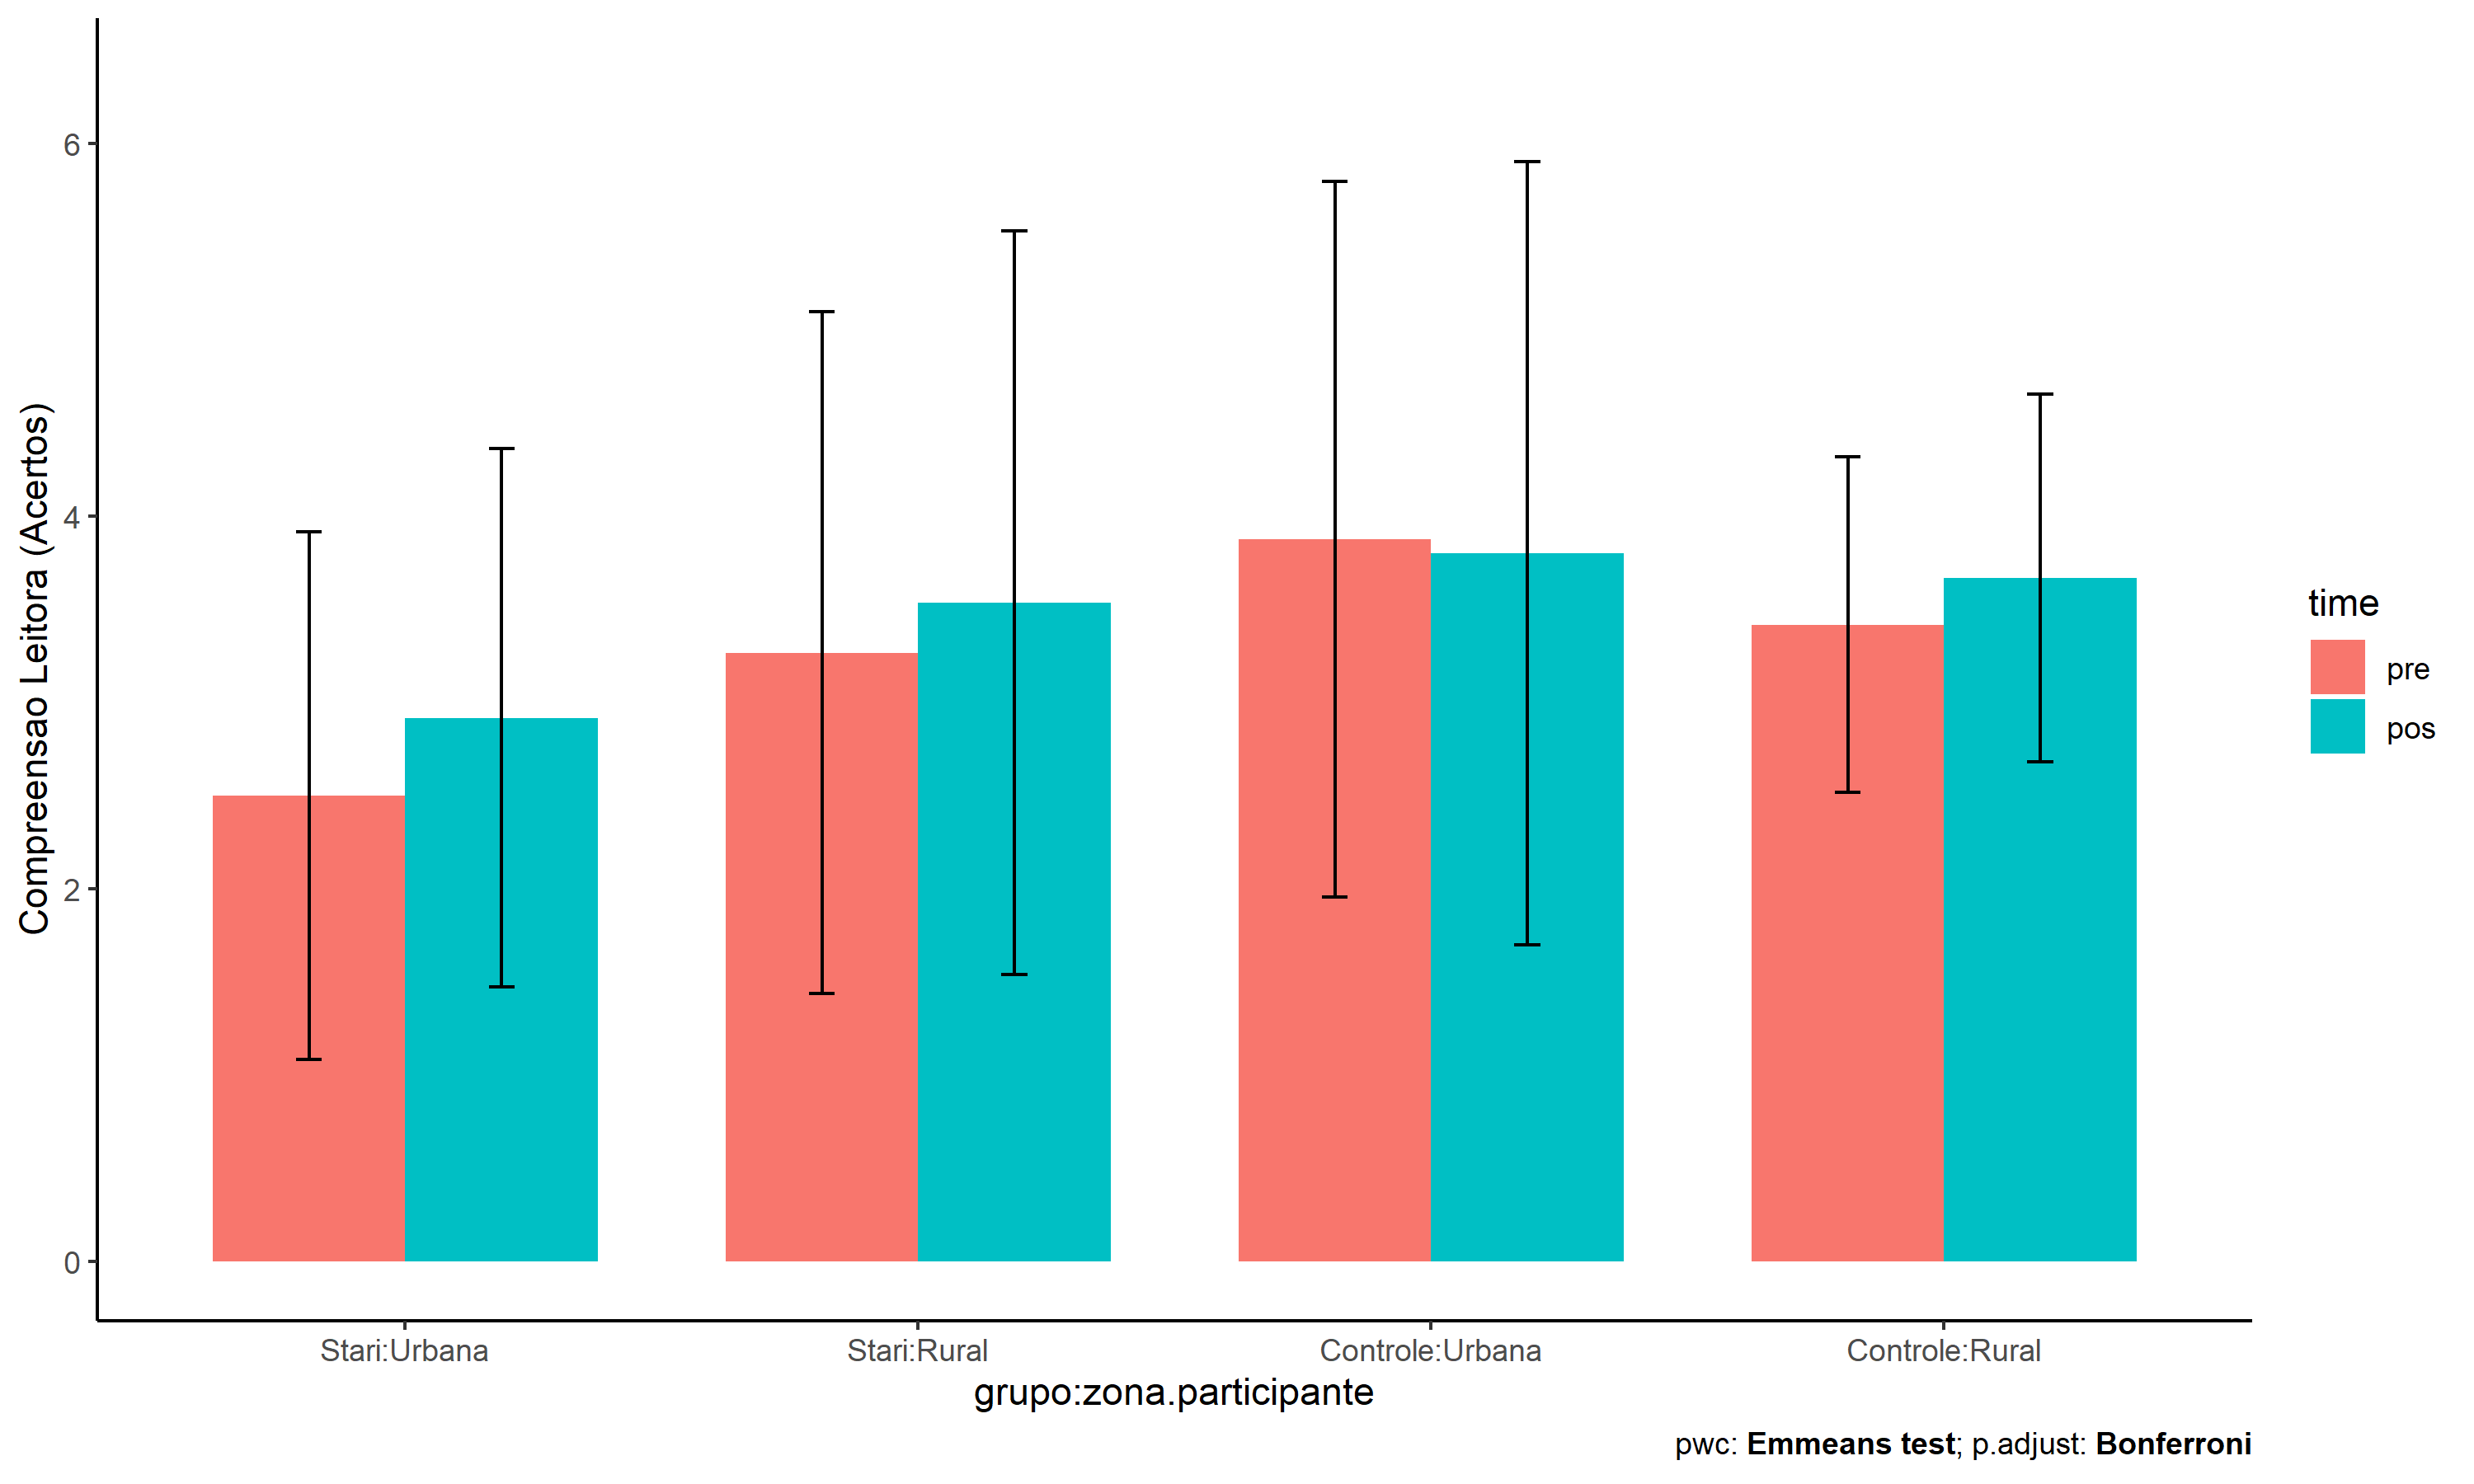 Compreensao Leitora (Acertos)
6
4
2
0
Stari:Urbana
Stari:Rural
Controle:Urbana
Controle:Rural
grupo:zona.participante
time
pre
pos
pwc: Emmeans test; p.adjust: Bonferroni